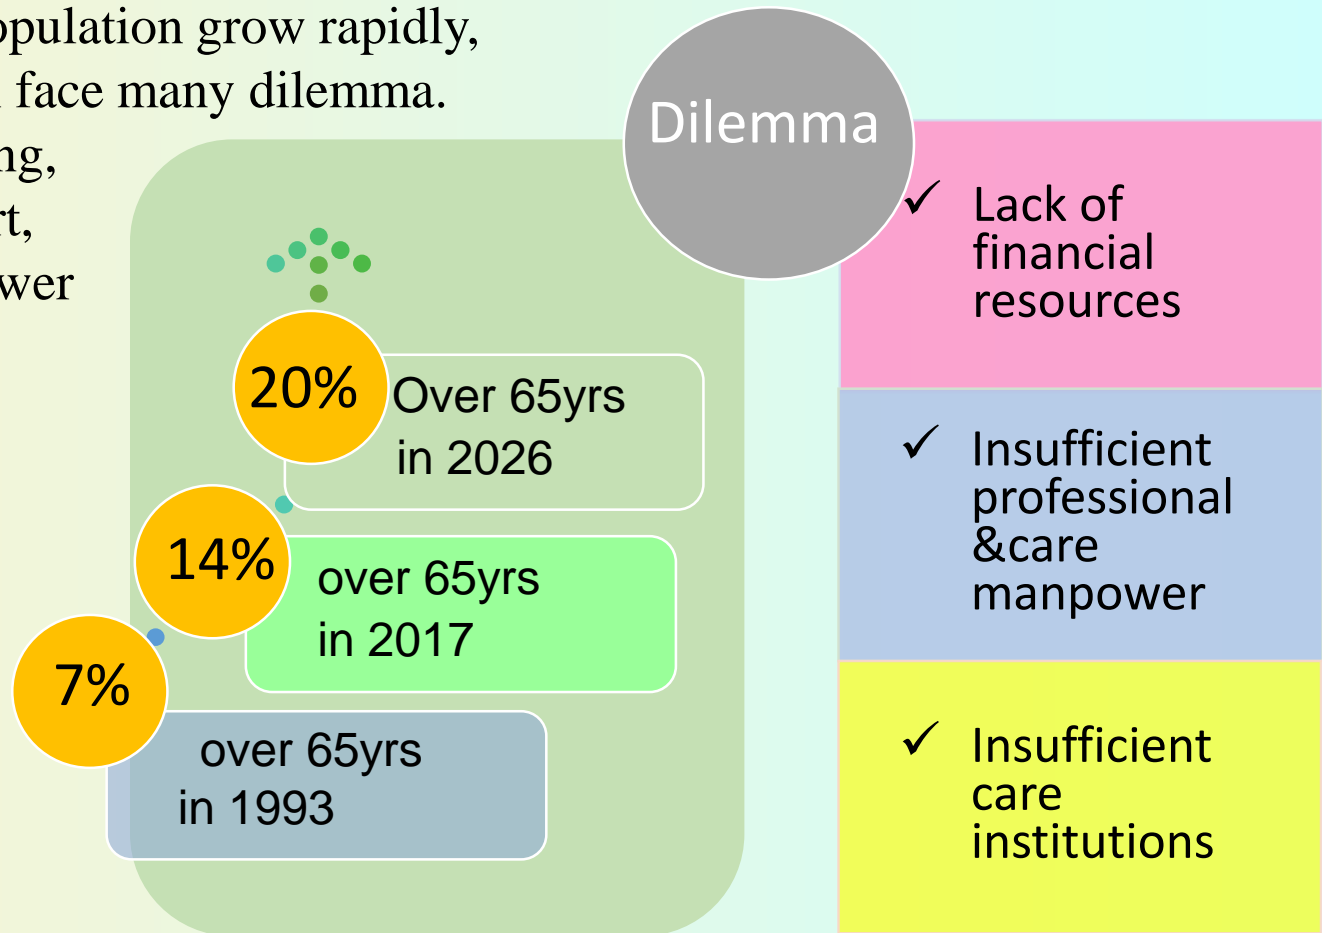 opulation grow rapidly,
face many dilemma.
ng,
rt,
wer
Dilemma
20%
Over 65yrs
in 2026
14%
over 65yrs
in 2017
7%
over 65yrs
in 1993
✓ Lack of
financial
resources
✓ Insufficient
professional
&care
manpower
✓ Insufficient
care
institutions